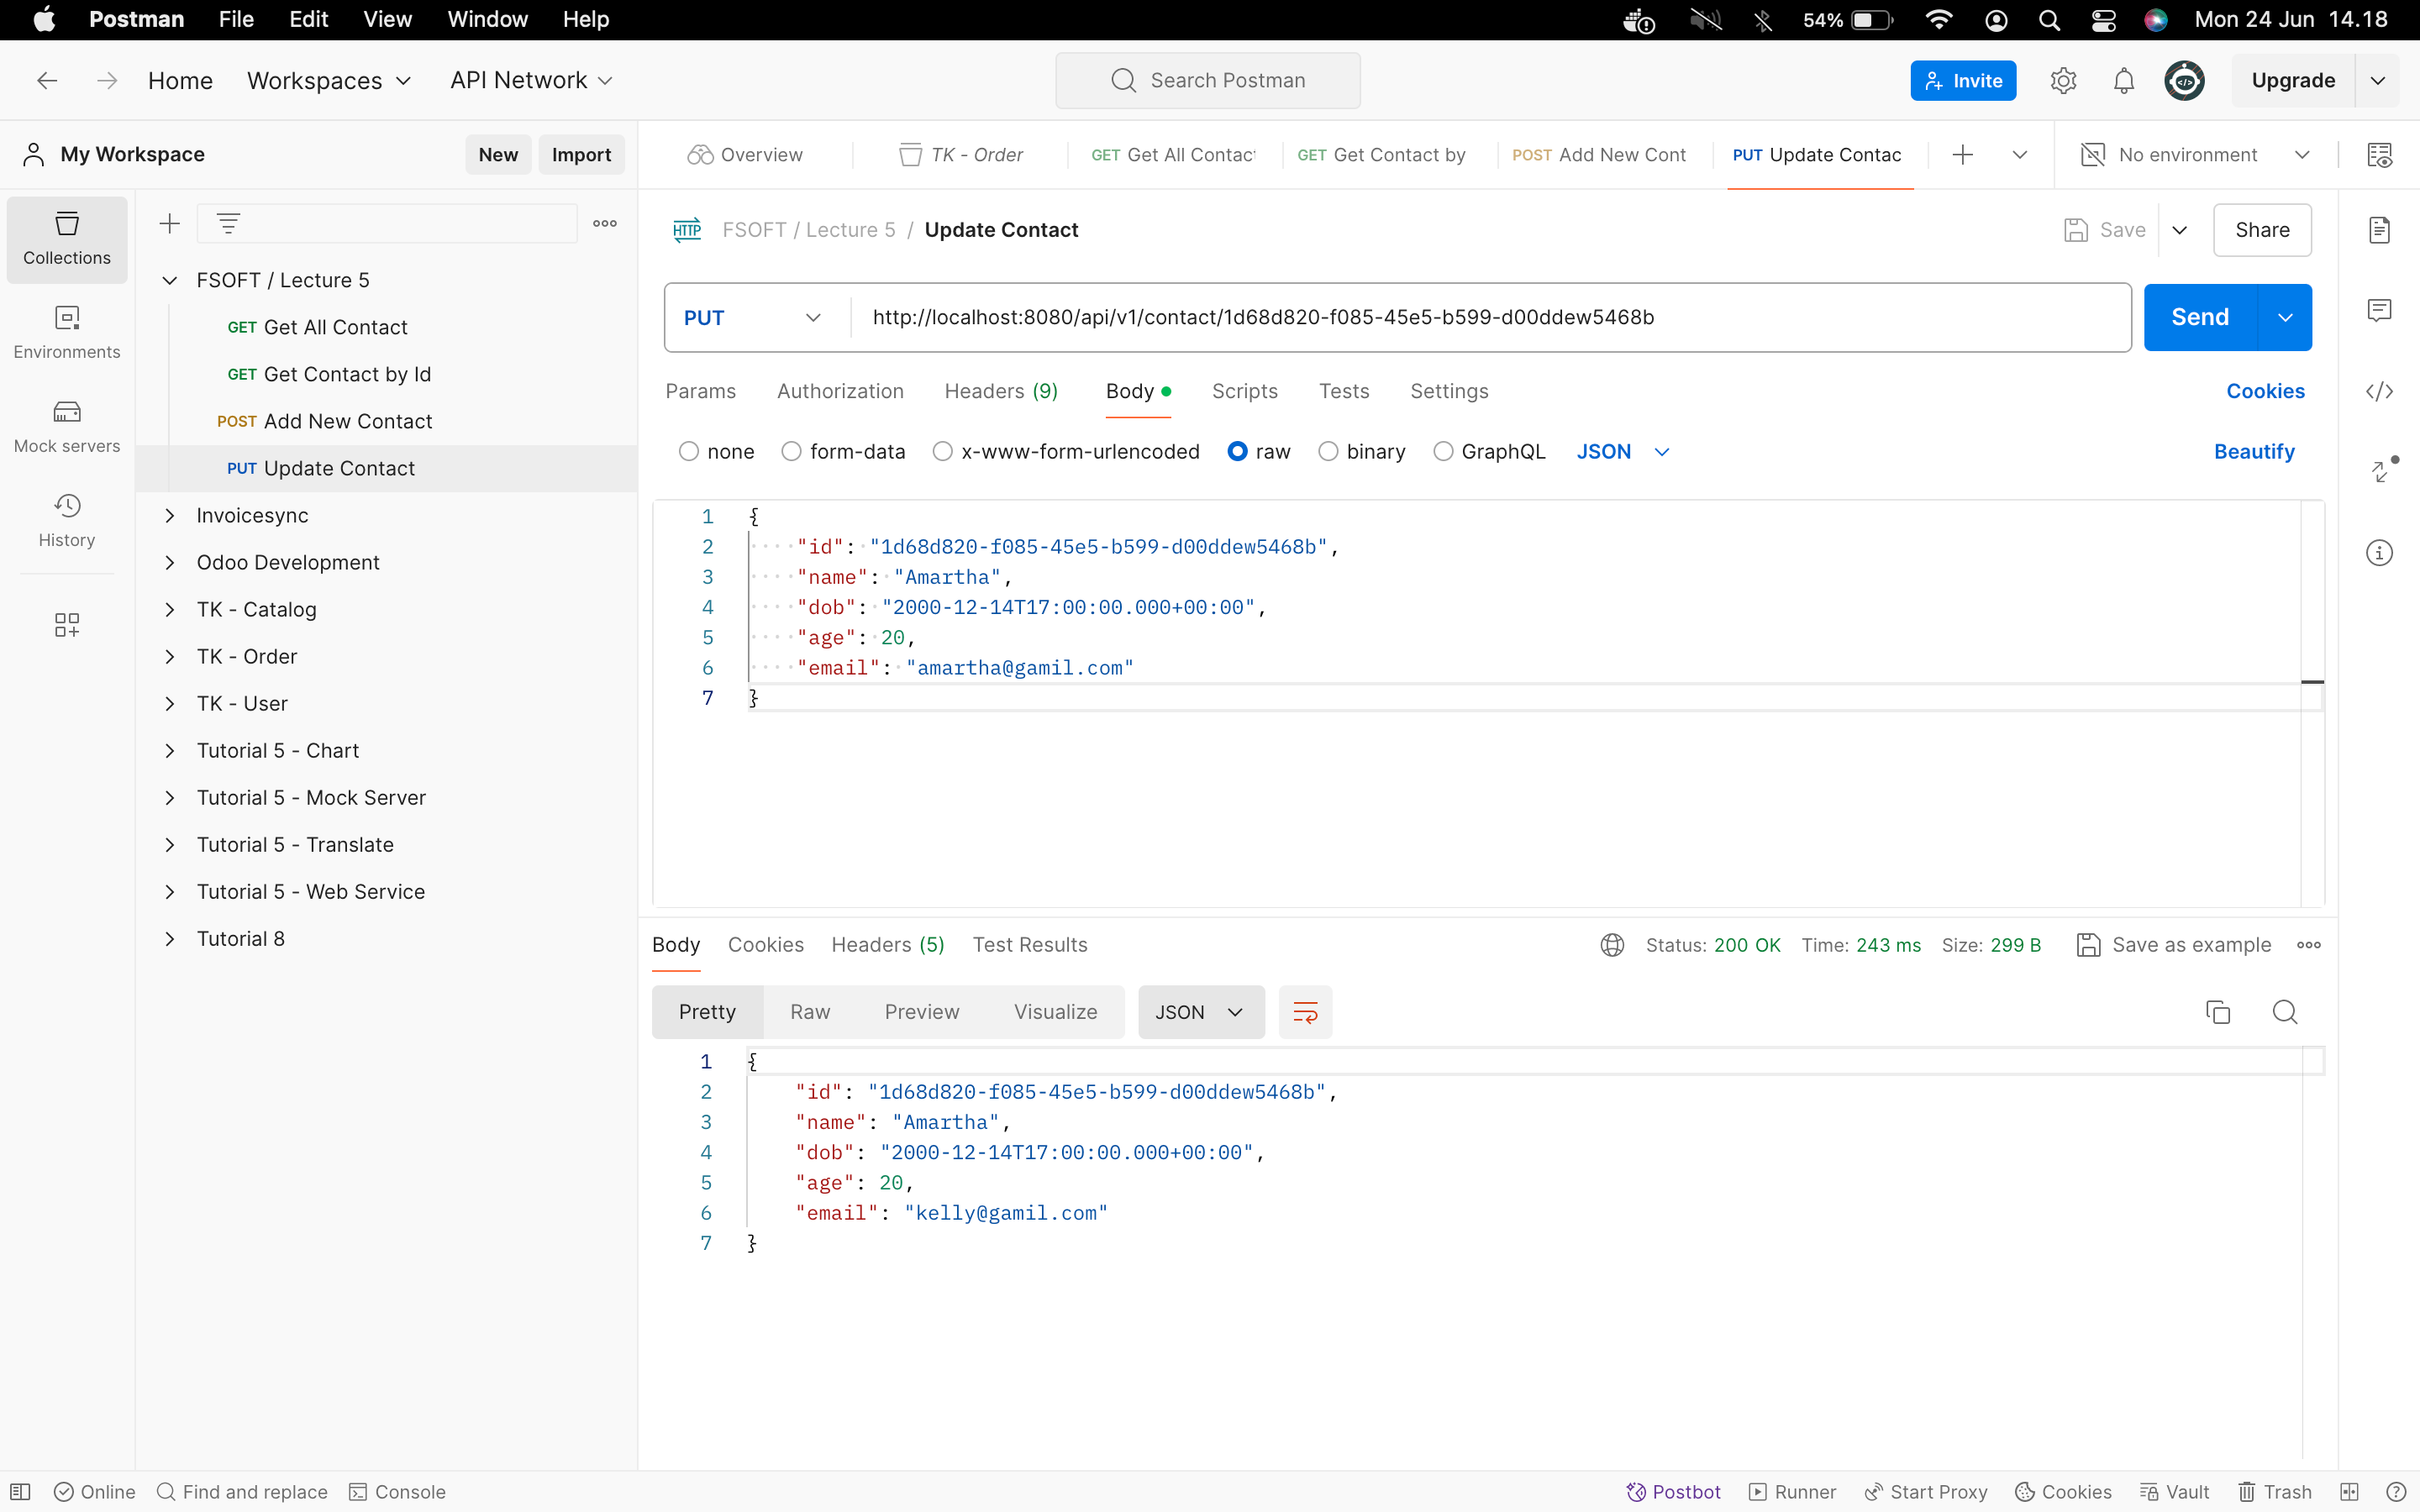 Postman File Edit View Window Help 54% Mon 24 Jun 14.18
Home Workspaces API Network Search Postman Invite Upgrade
My Workspace New Import
Overview TK - Order GET Get All Contact GET Get Contact by POST Add New Cont PUT Update Contac No environment
Collections
Environments
Mock servers
History
FSOFT / Lecture 5
GET Get All Contact
GET Get Contact by Id
POST Add New Contact
PUT Update Contact
Invoicesync
Odoo Development
TK - Catalog
TK - Order
TK - User
Tutorial 5 - Chart
Tutorial 5 - Mock Server
Tutorial 5 - Translate
Tutorial 5 - Web Service
Tutorial 8
HTTP FSOFT / Lecture 5 / Update Contact Save Share
PUT http://localhost:8080/api/v1/contact/1d68d820-f085-45e5-b599-d00ddew5468b Send
Params Authorization Headers (9) Body Scripts Tests Settings Cookies
none form-data x-www-form-urlencoded raw binary GraphQL JSON Beautify
1 {
2 "id": "1d68d820-f085-45e5-b599-d00ddew5468b",
3 "name": "Amartha",
4 "dob": "2000-12-14T17:00:00.000+00:00",
5 "age": 20,
6 "email": "amartha@gamil.com"
7 }
Body Cookies Headers (5) Test Results Status: 200 OK Time: 243 ms Size: 299 B Save as example
Pretty Raw Preview Visualize JSON
1 {
2 "id": "1d68d820-f085-45e5-b599-d00ddew5468b",
3 "name": "Amartha",
4 "dob": "2000-12-14T17:00:00.000+00:00",
5 "age": 20,
6 "email": "kelly@gamil.com"
7 }
Online Find and replace Console Postbot Runner Start Proxy Cookies Vault Trash